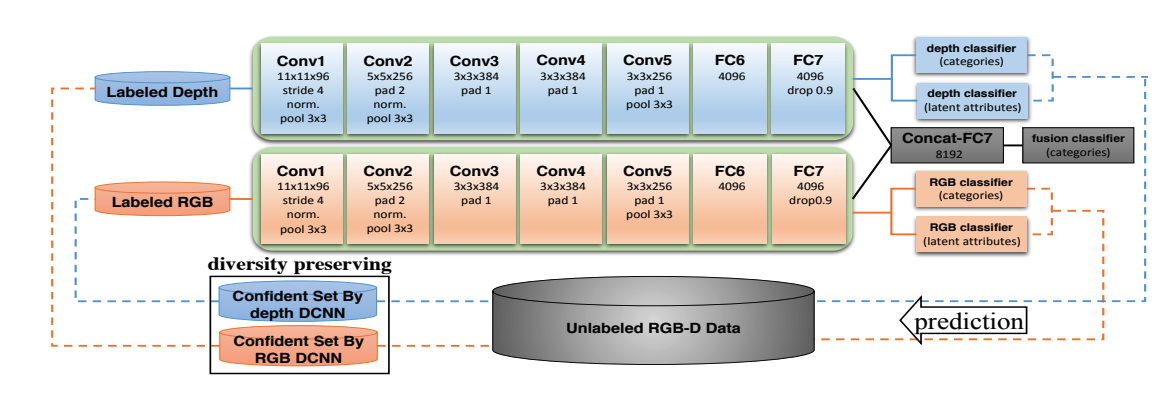 Labeled Depth
Conv1
11x11x96
stride 4
norm.
pool 3x3
Conv2
5x5x256
pad 2
norm.
pool 3x3
Conv3
3x3x384
pad 1
Conv4
3x3x384
pad 1
Conv5
3x3x256
pad 1
pool 3x3
FC6
4096
FC7
4096
drop 0.9
depth classifier
(categories)
depth classifier
(latent attributes)
Concat-FC7
8192
fusion classifier
(categories)
Labeled RGB
Conv1
11x11x96
stride 4
norm.
pool 3x3
Conv2
5x5x256
pad 2
norm.
pool 3x3
Conv3
3x3x384
pad 1
Conv4
3x3x384
pad 1
Conv5
3x3x256
pad 1
pool 3x3
FC6
4096
FC7
4096
drop0.9
RGB classifier
(categories)
RGB classifier
(latent attributes)
diversity preserving
Confident Set By
depth DCNN
Confident Set By
RGB DCNN
Unlabeled RGB-D Data
prediction